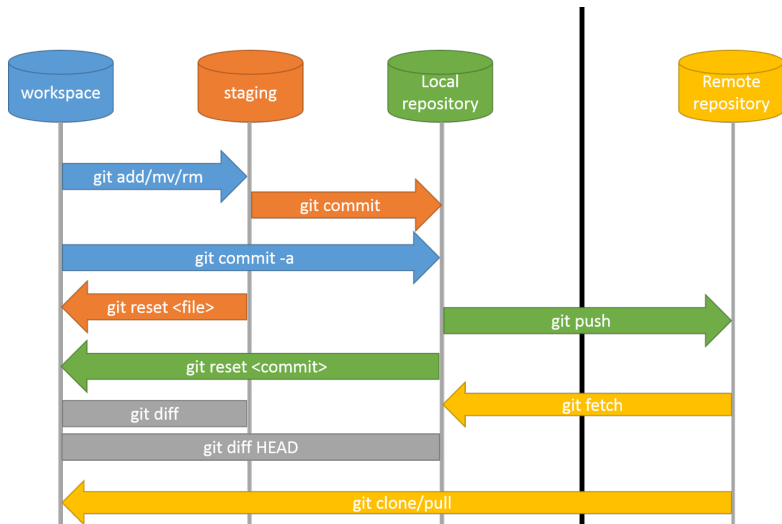 workspace
staging
Local
repository
Remote
repository
git add/mv/rm
git commit
git commit -a
git reset <file>
git push
git reset <commit>
git diff
git fetch
git diff HEAD
git clone/pull